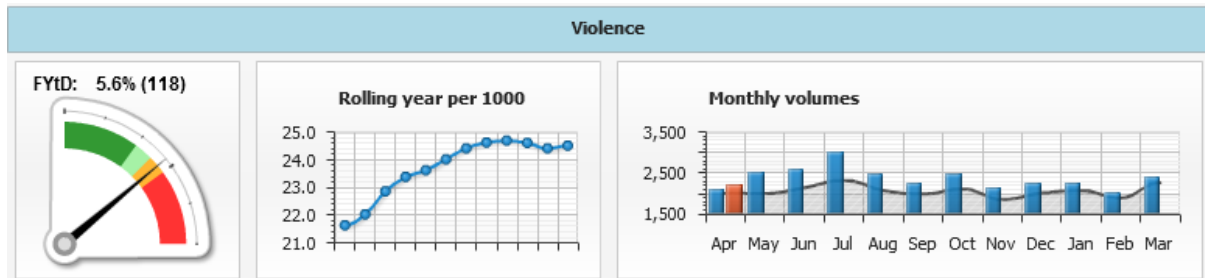 Violence
FYtD: 5.6% (118)
Rolling year per 1000
25.0
24.0
23.0
22.0
21.0
Monthly volumes
3,500
2,500
1,500
Apr May Jun Jul Aug Sep Oct Nov Dec Jan Feb Mar